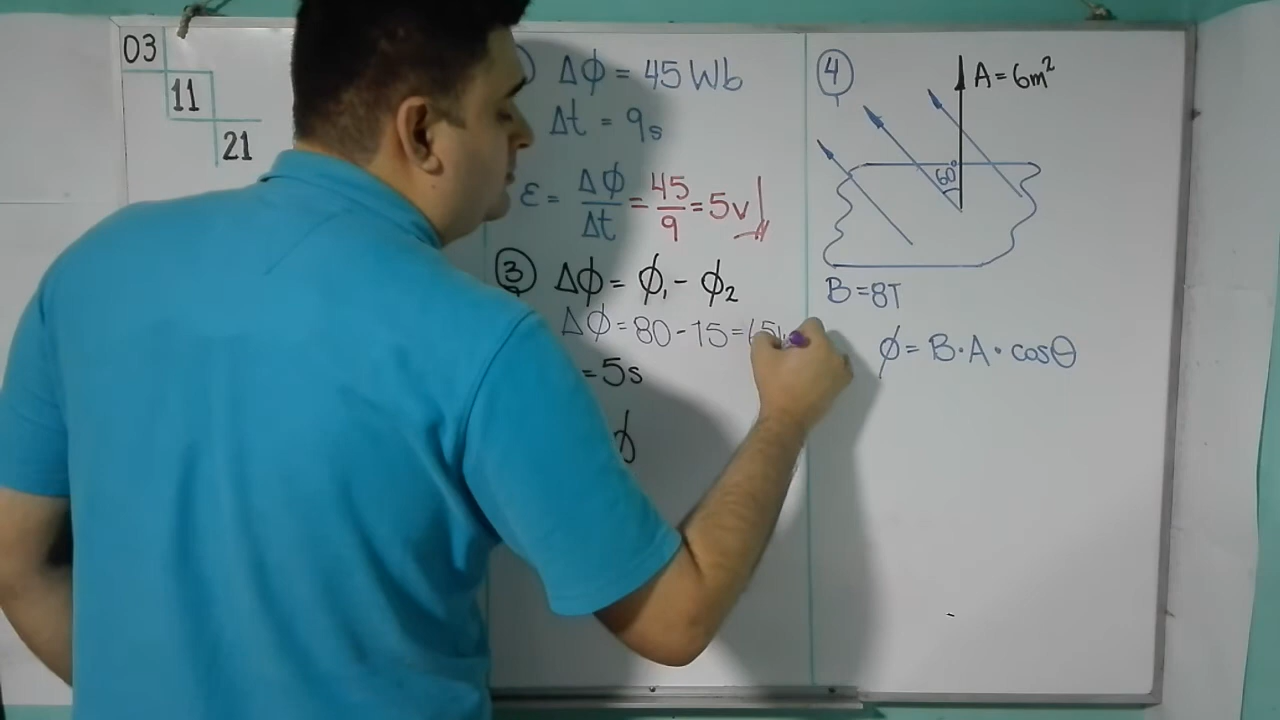 03
11
21
) Δϕ = 45 Wb
Δt = 9s
ε = Δϕ/Δt = 45/9 = 5v
③ Δϕ = ϕ₁ - ϕ₂
Δϕ = 80 - 15 = 65
= 5s
ϕ
④ A = 6m²
60°
B = 8T
ϕ = B · A · cosθ